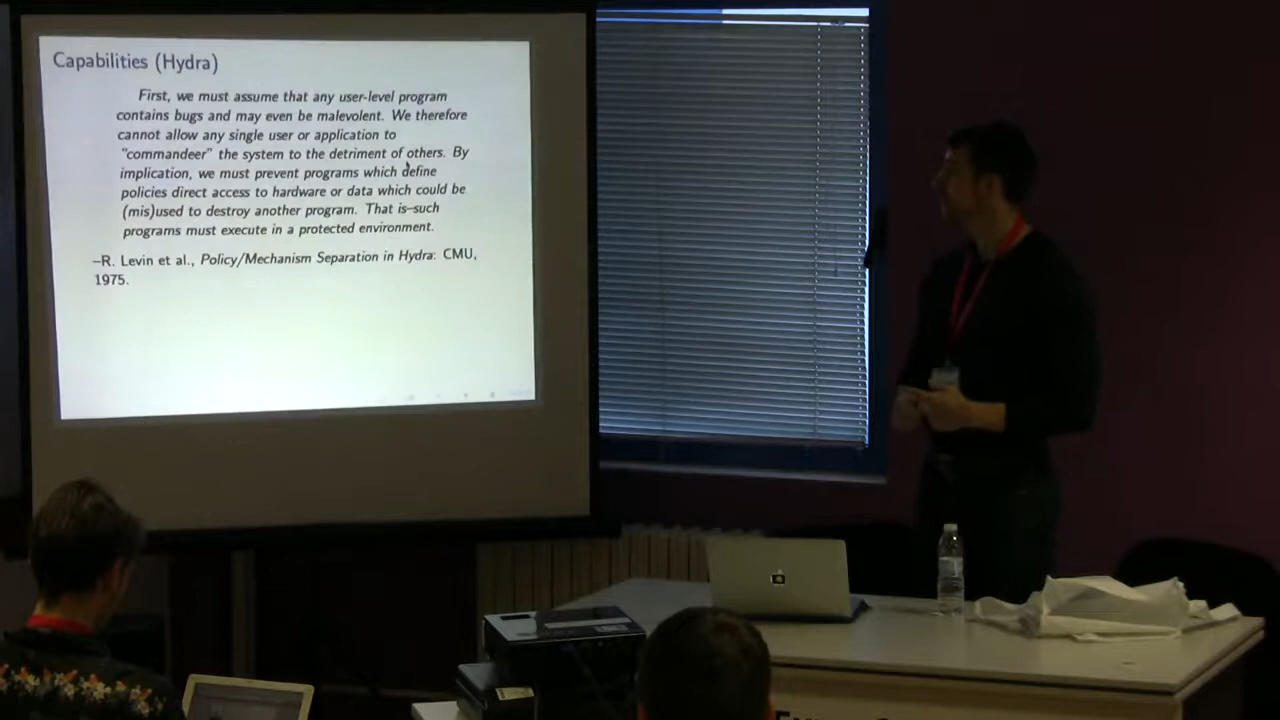 Capabilities (Hydra)
First, we must assume that any user-level program
contains bugs and may even be malevolent. We therefore
cannot allow any single user or application to
"commandeer" the system to the detriment of others. By
implication, we must prevent programs which define
policies direct access to hardware or data which could be
(mis)used to destroy another program. That is–such
programs must execute in a protected environment.
–R. Levin et al., Policy/Mechanism Separation in Hydra: CMU,
1975.